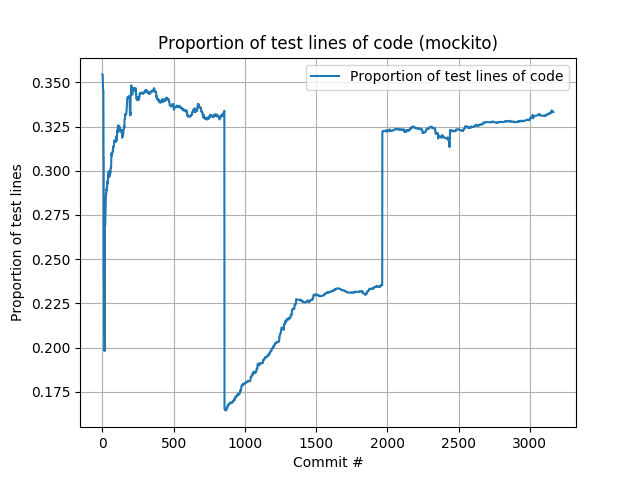 Proportion of test lines of code (mockito)
Proportion of test lines of code
0.350
0.325
0.300
0.275
0.250
0.225
0.200
0.175
Proportion of test lines
0 500 1000 1500 2000 2500 3000
Commit #